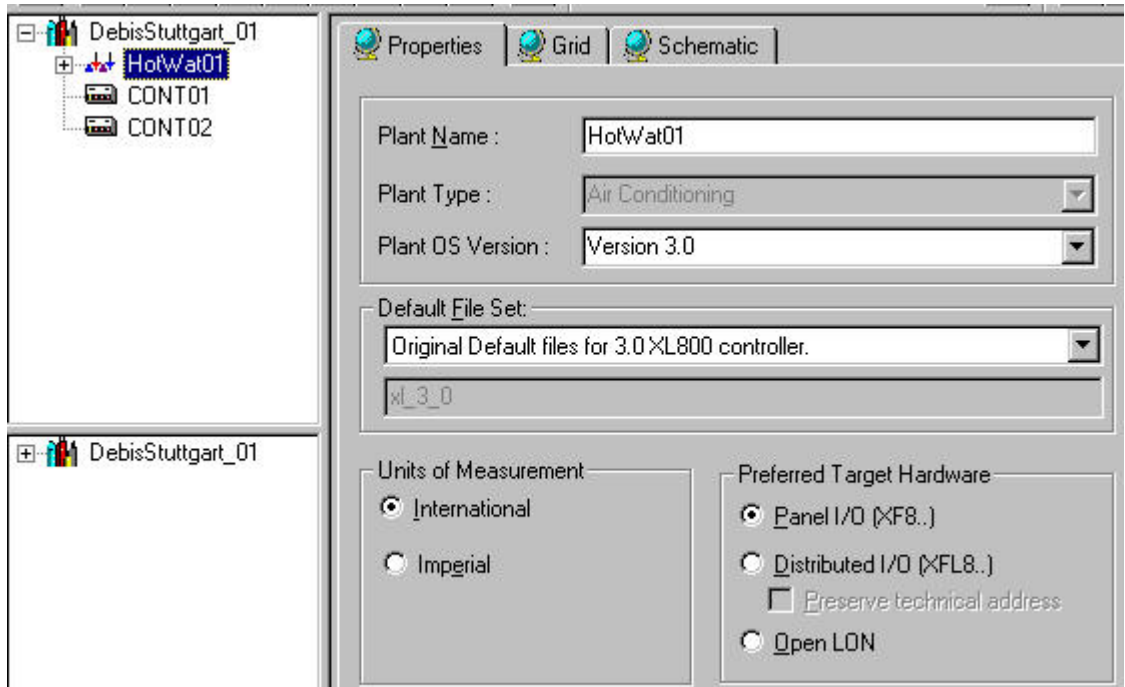 DebisStuttgart_01
HotWat01
CONT01
CONT02
DebisStuttgart_01
Properties
Grid
Schematic
Plant Name :
HotWat01
Plant Type :
Air Conditioning
Plant OS Version :
Version 3.0
Default File Set:
Original Default files for 3.0 XL800 controller.
xl_3_0
Units of Measurement
International
Imperial
Preferred Target Hardware
Panel I/O (XF8..)
Distributed I/O (XFL8..)
Preserve technical address
Open LON